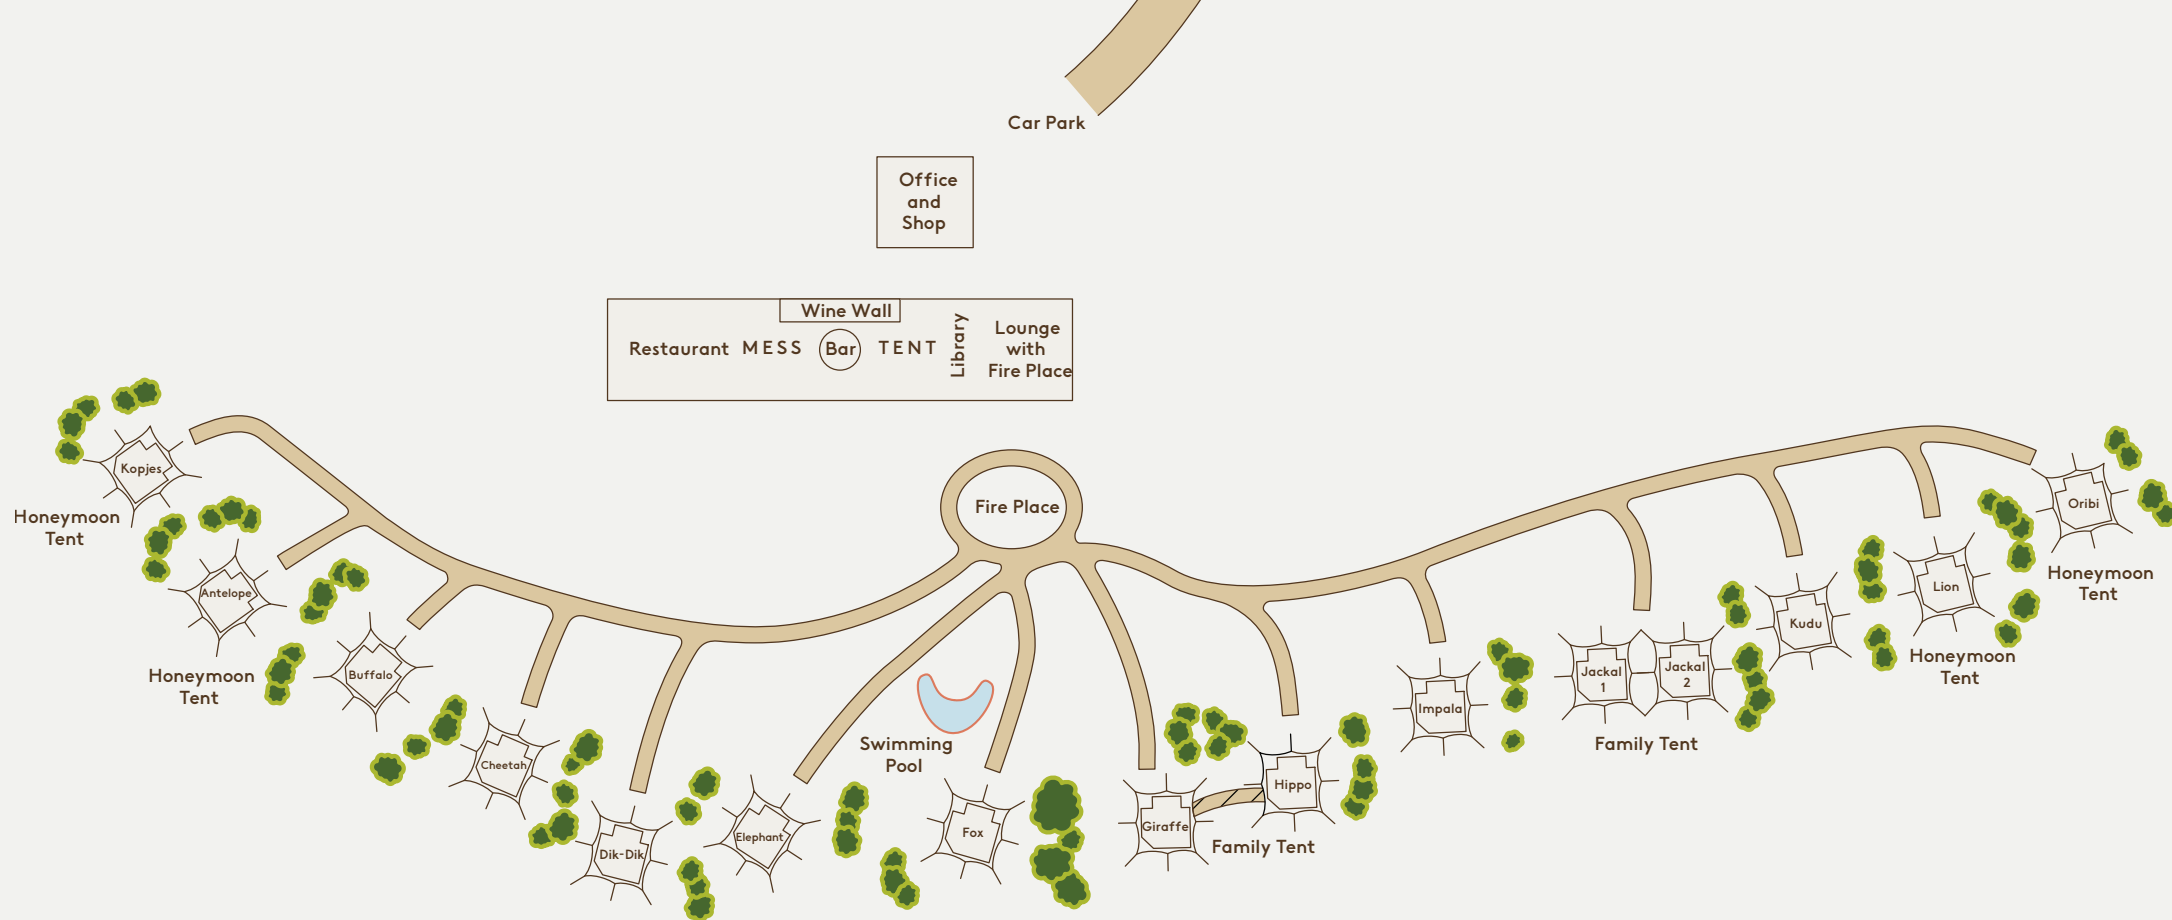 Car Park
Office
and
Shop
Wine Wall
Restaurant
MESS
Bar
TENT
Library
Lounge
with
Fire Place
Fire Place
Kopjes
Honeymoon
Tent
Antelope
Honeymoon
Tent
Buffalo
Cheetah
Dik-Dik
Elephant
Swimming
Pool
Fox
Giraffe
Hippo
Family Tent
Impala
Jackal
1
Jackal
2
Family Tent
Kudu
Lion
Honeymoon
Tent
Oribi
Honeymoon
Tent